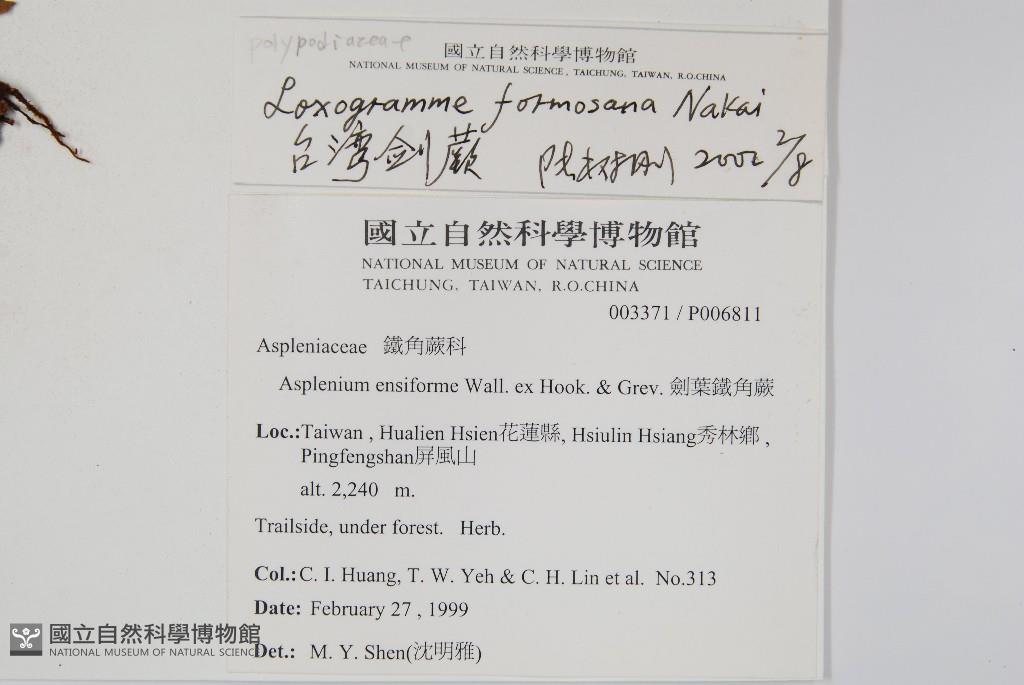 polypodiaceae
國立自然科學博物館
NATIONAL MUSEUM OF NATURAL SCIENCE, TAICHUNG, TAIWAN, R.O.CHINA
Loxogramme formosana Nakai
台灣劍蕨 2002 2/8
國立自然科學博物館
NATIONAL MUSEUM OF NATURAL SCIENCE
TAICHUNG, TAIWAN, R.O.CHINA
003371 / P006811
Aspleniaceae 鐵角蕨科
Asplenium ensiforme Wall. ex Hook. & Grev. 劍葉鐵角蕨
Loc.:Taiwan , Hualien Hsien花蓮縣, Hsiulin Hsiang秀林鄉 ,
Pingfengshan屏風山
alt. 2,240 m.
Trailside, under forest. Herb.
Col.: C. I. Huang, T. W. Yeh & C. H. Lin et al. No.313
Date: February 27 , 1999
Det.: M. Y. Shen(沈明雅)
國立自然科學博物館
NATIONAL MUSEUM OF NATURAL SCIENCE